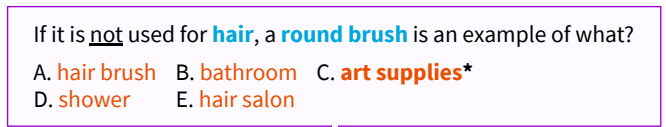 If it is not used for hair, a round brush is an example of what?
A. hair brush B. bathroom C. art supplies*
D. shower E. hair salon